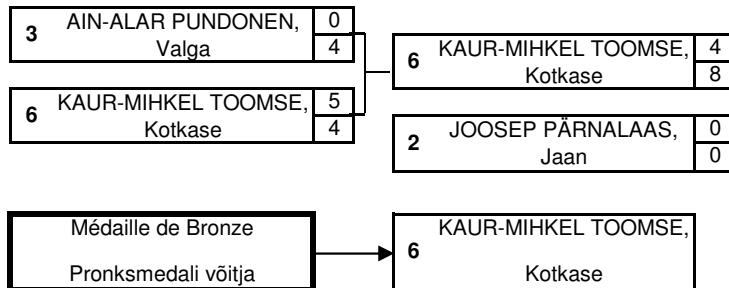 3 AIN-ALAR PUNDONEN, 0
Valga 4
6 KAUR-MIHKEL TOOMSE, 5
Kotkase 4
6 KAUR-MIHKEL TOOMSE, 4
Kotkase 8
2 JOOSEP PÄRNALAAS, 0
Jaan 0
Médaille de Bronze
Pronksmedali võitja
6 KAUR-MIHKEL TOOMSE,
Kotkase